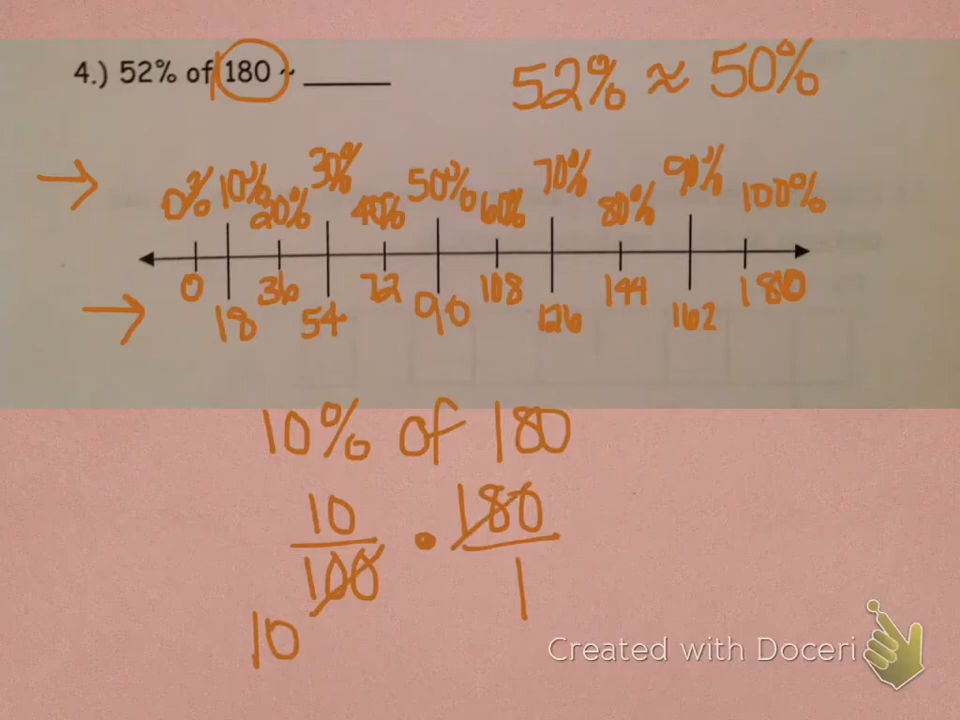 4.) 52% of 180 ~ ________
52% ≈ 50%
0% 10% 20% 30% 40% 50% 60% 70% 80% 90% 100%
0 18 36 54 72 90 108 126 144 162 180
10% of 180
10 180
— • —
100 1
10
Created with Doceri